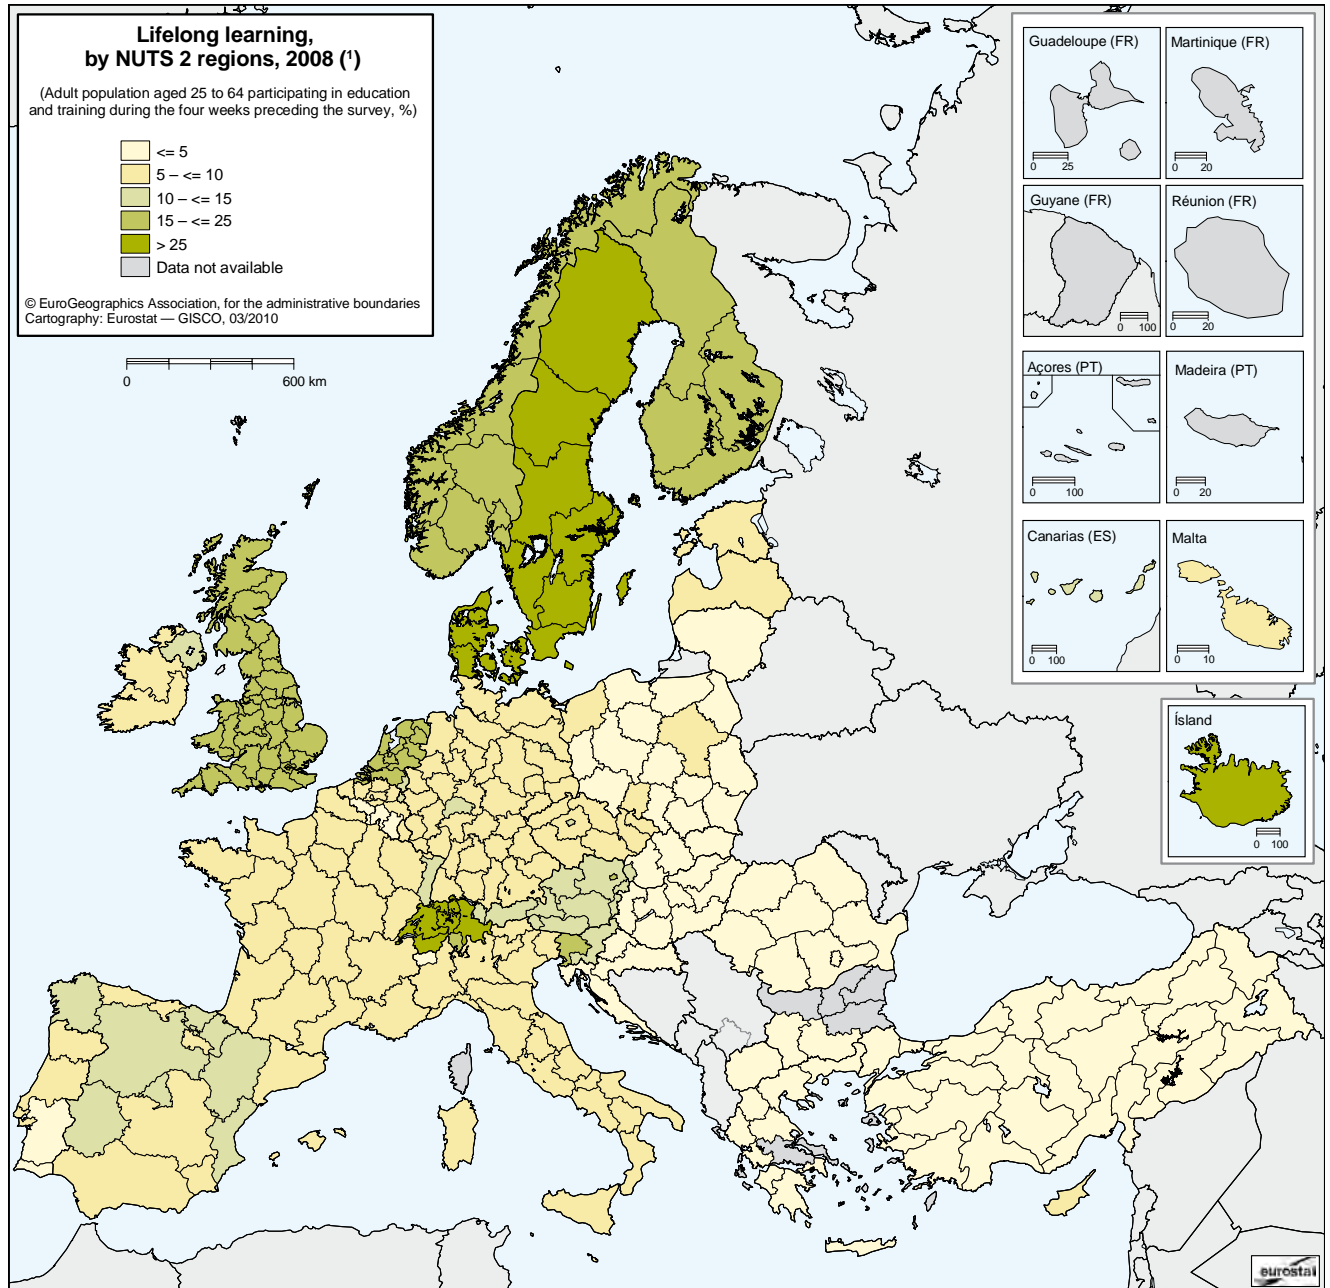 Lifelong learning,
by NUTS 2 regions, 2008 (¹)
(Adult population aged 25 to 64 participating in education
and training during the four weeks preceding the survey, %)
<= 5
5 – <= 10
10 – <= 15
15 – <= 25
> 25
Data not available
© EuroGeographics Association, for the administrative boundaries
Cartography: Eurostat — GISCO, 03/2010
0 600 km
Guadeloupe (FR)
0 25
Martinique (FR)
0 20
Guyane (FR)
0 100
Réunion (FR)
0 20
Açores (PT)
0 100
Madeira (PT)
0 20
Canarias (ES)
0 100
Malta
0 10
Ísland
0 100
eurostat